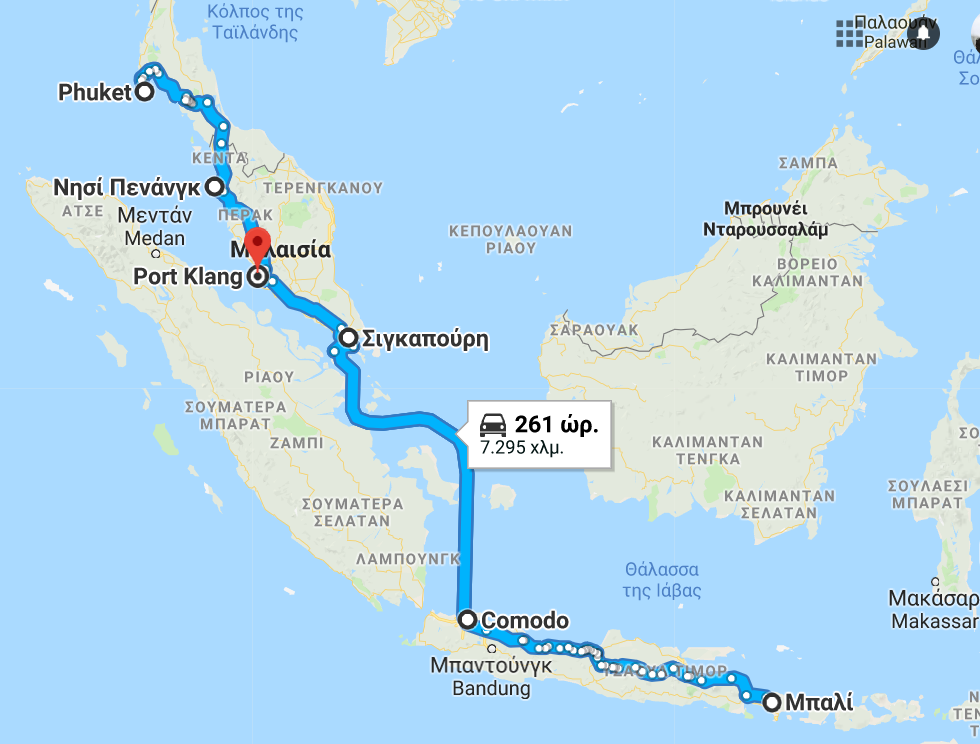 Κόλπος της
Ταϊλάνδης
Παλαουάν
Palawan
Phuket
ΚΕΝΤΑ
Νησί Πενάνγκ
ΤΕΡΕΝΓΚΑΝΟΥ
ΣΑΜΠΑ
ΑΤΣΕ
Μεντάν
Medan
ΠΕΡΑΚ
Μπρουνέι
Νταρουσσαλάμ
ΚΕΠΟΥΛΑΟΥΑΝ
ΡΙΑΟΥ
Μαλαισία
Port Klang
ΒΟΡΕΙΟ
ΚΑΛΙΜΑΝΤΑΝ
Σιγκαπούρη
ΣΑΡΑΟΥΑΚ
ΡΙΑΟΥ
ΚΑΛΙΜΑΝΤΑΝ
ΤΙΜΟΡ
ΣΟΥΜΑΤΕΡΑ
ΜΠΑΡΑΤ
261 ώρ.
7.295 χλμ.
ΖΑΜΠΙ
ΚΑΛΙΜΑΝΤΑΝ
ΤΕΝΓΚΑ
ΣΟΥΛΑΕΣΙ
ΜΠΑΡΑΤ
ΚΑΛΙΜΑΝΤΑΝ
ΣΕΛΑΤΑΝ
ΣΟΥΜΑΤΕΡΑ
ΣΕΛΑΤΑΝ
ΛΑΜΠΟΥΝΓΚ
Θάλασσα
της Ιάβας
Μακάσαρ
Makassar
Comodo
Μπαντούνγκ
Bandung
ΤΙΜΟΡ
Μπαλί